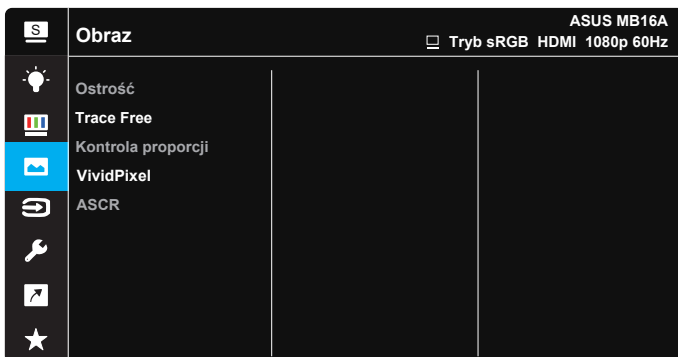 S
Obraz
ASUS MB16A
Tryb sRGB HDMI 1080p 60Hz
Ostrość
Trace Free
Kontrola proporcji
VividPixel
ASCR